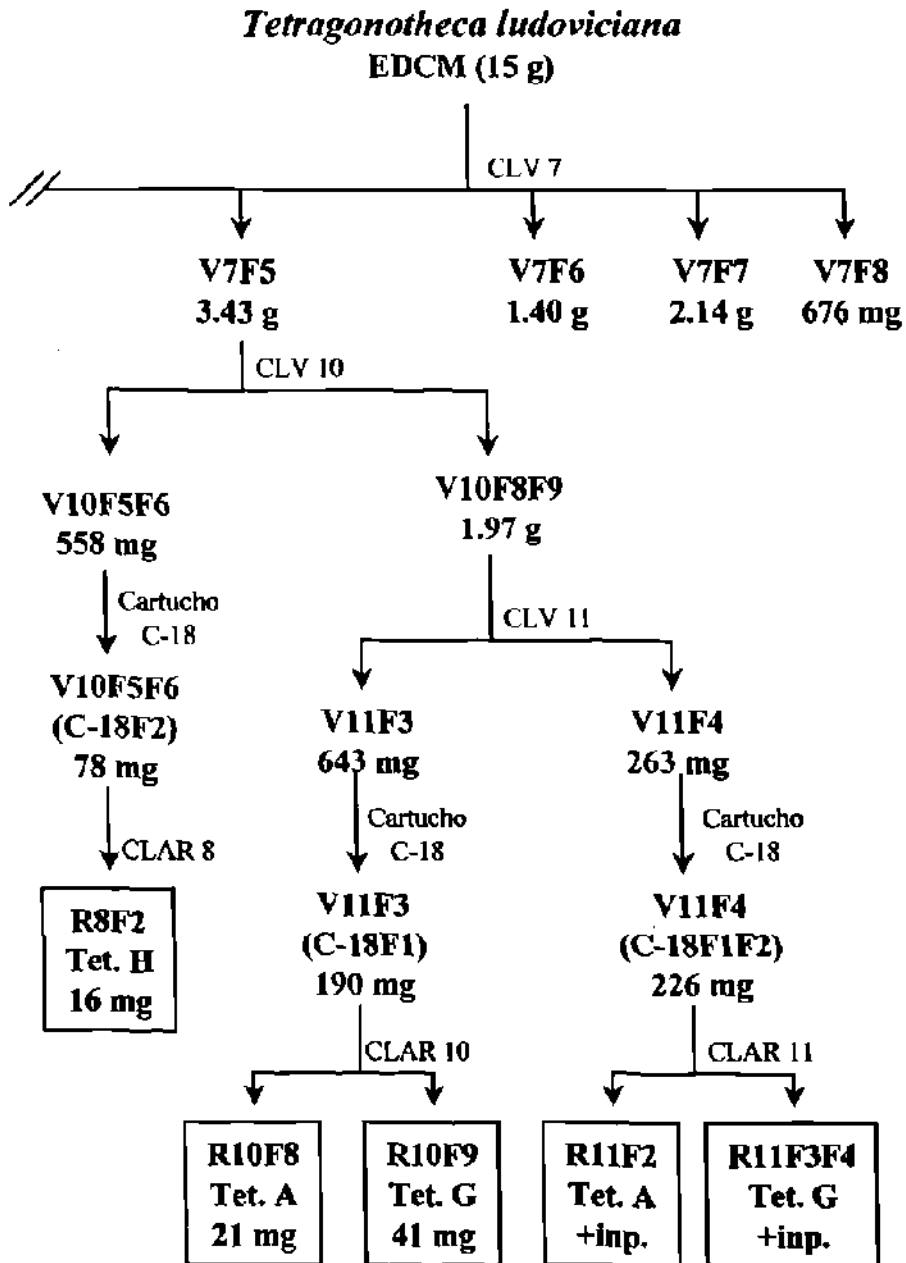 Tetragonotheca ludoviciana
EDCM (15 g)
CLV 7
V7F5
3.43 g
V7F6
1.40 g
V7F7
2.14 g
V7F8
676 mg
CLV 10
V10F5F6
558 mg
V10F8F9
1.97 g
Cartucho
C-18
CLV 11
V10F5F6
(C-18F2)
78 mg
V11F3
643 mg
V11F4
263 mg
CLAR 8
Cartucho
C-18
Cartucho
C-18
R8F2
Tet. H
16 mg
V11F3
(C-18F1)
190 mg
V11F4
(C-18F1F2)
226 mg
CLAR 10
CLAR 11
R10F8
Tet. A
21 mg
R10F9
Tet. G
41 mg
R11F2
Tet. A
+inp.
R11F3F4
Tet. G
+inp.